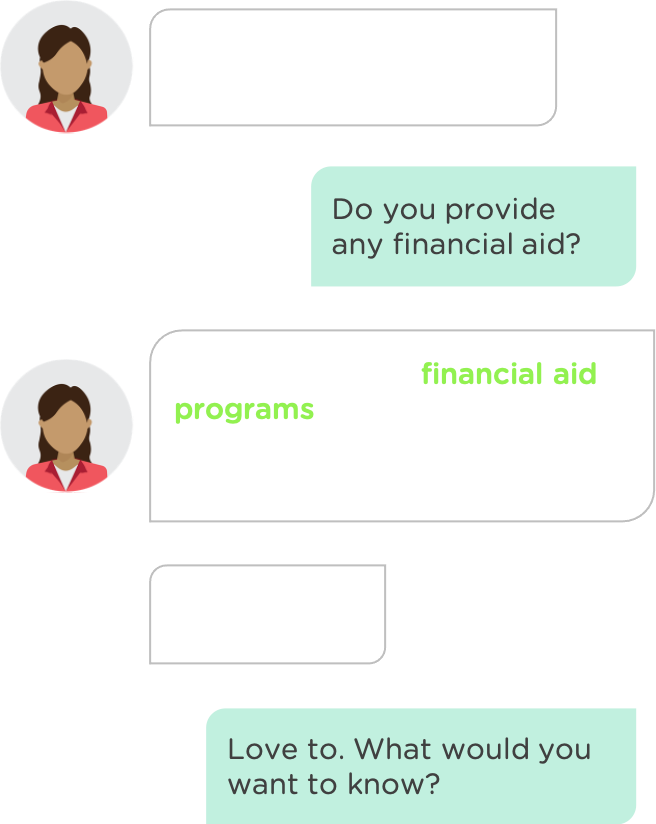 Do you provide
any financial aid?
financial aid
programs
Love to. What would you
want to know?